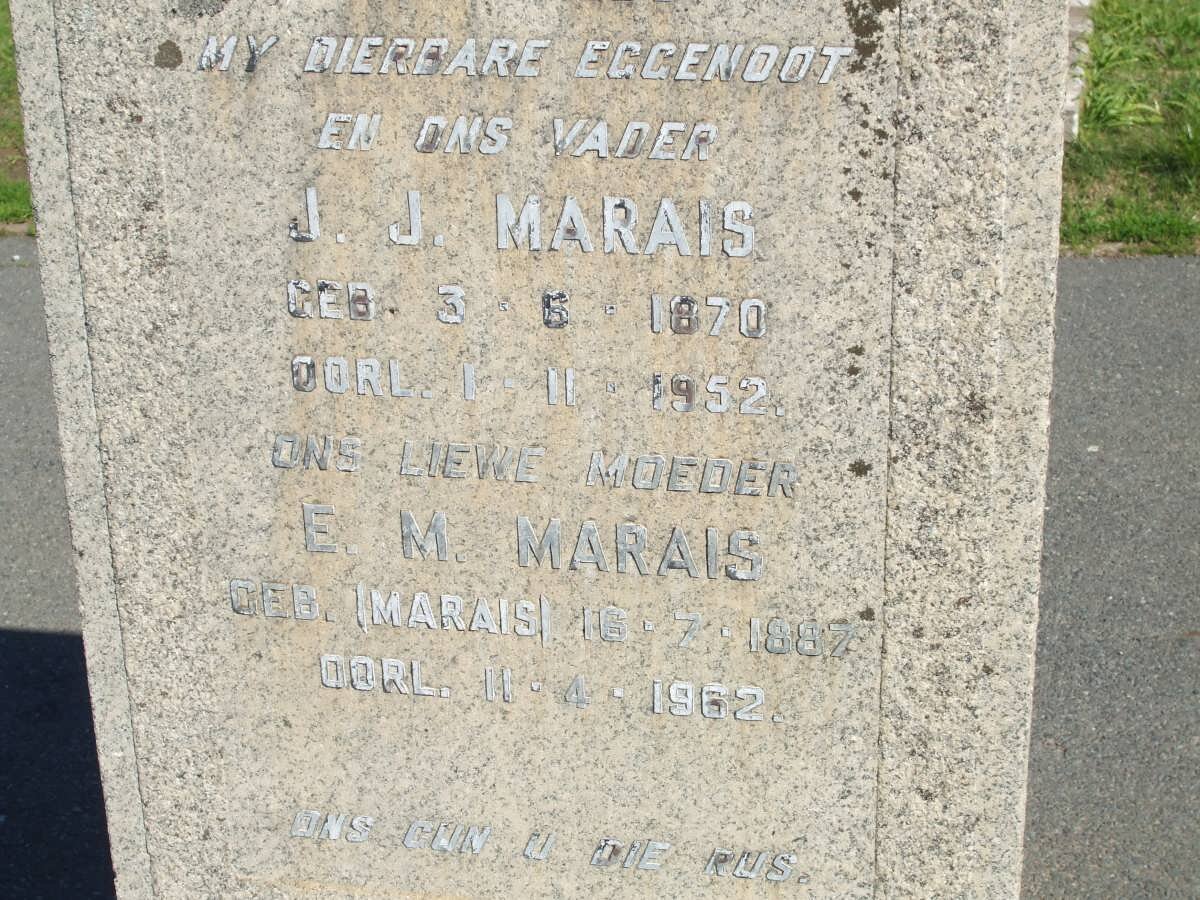 MY DIERBARE EGGENOOT
EN ONS VADER
J. J. MARAIS
GEB. 3 · 6 · 1870
OORL. 1 · 11 · 1952.
ONS LIEWE MOEDER
E. M. MARAIS
GEB. (MARAIS) 16 · 7 · 1887
OORL. 11 · 4 · 1962.
ONS GUN U DIE RUS.